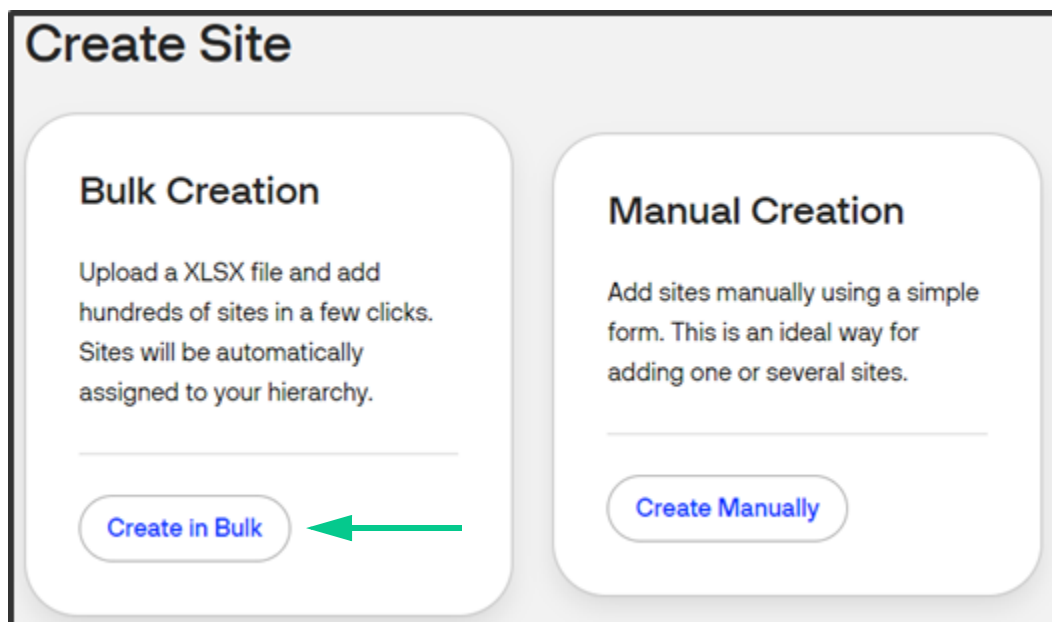 Create Site
Bulk Creation
Upload a XLSX file and add
hundreds of sites in a few clicks.
Sites will be automatically
assigned to your hierarchy.
Create in Bulk
Manual Creation
Add sites manually using a simple
form. This is an ideal way for
adding one or several sites.
Create Manually